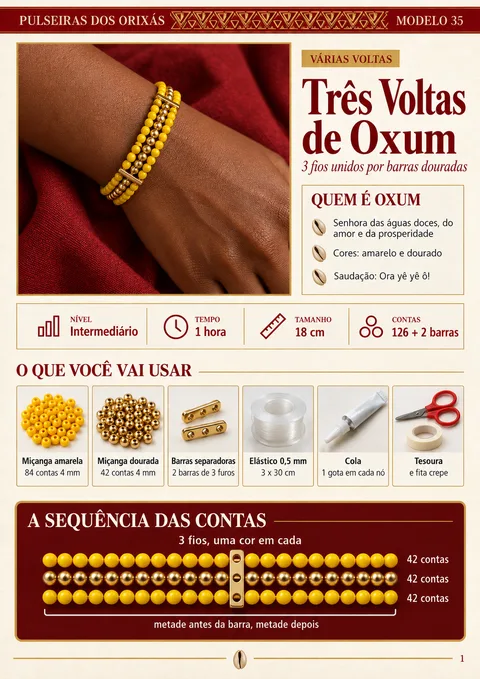 PULSEIRAS DOS ORIXÁS
MODELO 35
VÁRIAS VOLTAS
Três Voltas
de Oxum
3 fios unidos por barras douradas
QUEM É OXUM
Senhora das águas doces, do
amor e da prosperidade
Cores: amarelo e dourado
Saudação: Ora yê yê ô!
NÍVEL
Intermediário
TEMPO
1 hora
TAMANHO
18 cm
CONTAS
126 + 2 barras
O QUE VOCÊ VAI USAR
Miçanga amarela
84 contas 4 mm
Miçanga dourada
42 contas 4 mm
Barras separadoras
2 barras de 3 furos
Elástico 0,5 mm
3 x 30 cm
Cola
1 gota em cada nó
Tesoura
e fita crepe
A SEQUÊNCIA DAS CONTAS
3 fios, uma cor em cada
42 contas
42 contas
42 contas
metade antes da barra, metade depois
1